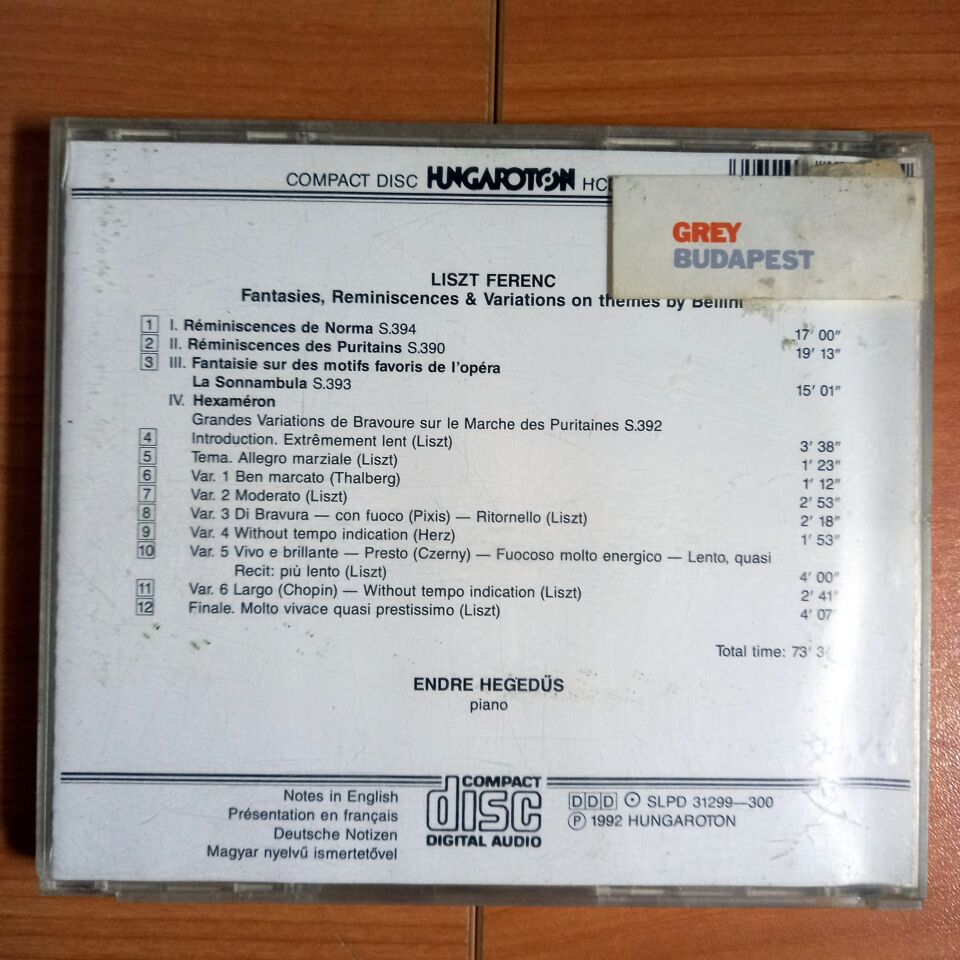 COMPACT DISC HUNGAROTON
GREY
BUDAPEST
LISZT FERENC
Fantasies, Reminiscences & Variations on themes by Bellini
1 I. Réminiscences de Norma S.394 17' 00"
2 II. Réminiscences des Puritains S.390 19' 13"
3 III. Fantaisie sur des motifs favoris de l'opéra
La Sonnambula S.393 15' 01"
IV. Hexaméron
Grandes Variations de Bravoure sur le Marche des Puritaines S.392
4 Introduction. Extrêmement lent (Liszt) 3' 38"
5 Tema. Allegro marziale (Liszt) 1' 23"
6 Var. 1 Ben marcato (Thalberg) 1' 12"
7 Var. 2 Moderato (Liszt) 2' 53"
8 Var. 3 Di Bravura — con fuoco (Pixis) — Ritornello (Liszt) 2' 18"
9 Var. 4 Without tempo indication (Herz) 1' 53"
10 Var. 5 Vivo e brillante — Presto (Czerny) — Fuocoso molto energico — Lento, quasi
Recit: più lento (Liszt) 4' 00"
11 Var. 6 Largo (Chopin) — Without tempo indication (Liszt) 2' 41"
12 Finale. Molto vivace quasi prestissimo (Liszt) 4' 07
Total time: 73'
ENDRE HEGEDŰS
piano
Notes in English
Présentation en français
Deutsche Notizen
Magyar nyelvű ismertetővel
COMPACT
disc
DIGITAL AUDIO
DDD SLPD 31299—300
Ⓟ 1992 HUNGAROTON